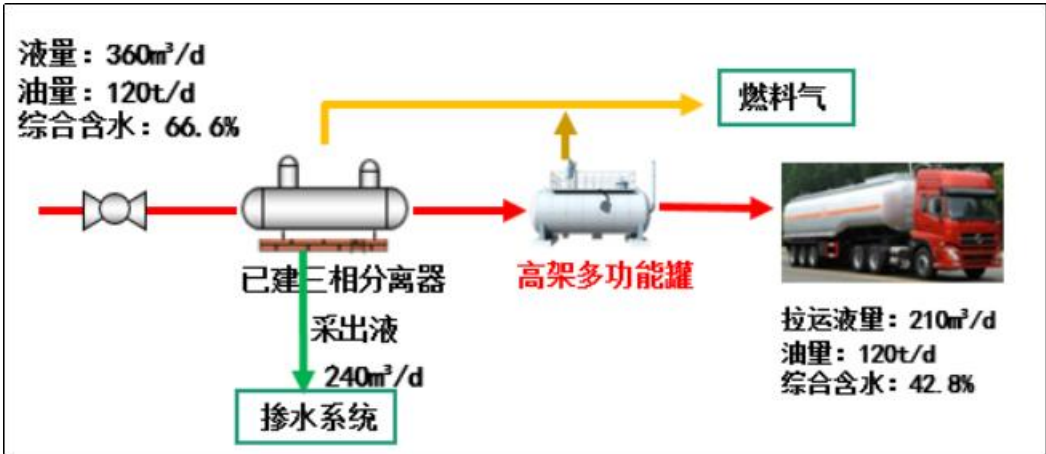 液量：360m³/d
油量：120t/d
综合含水：66.6%
燃料气
已建三相分离器
高架多功能罐
采出液
240m³/d
掺水系统
拉运液量：210m³/d
油量：120t/d
综合含水：42.8%